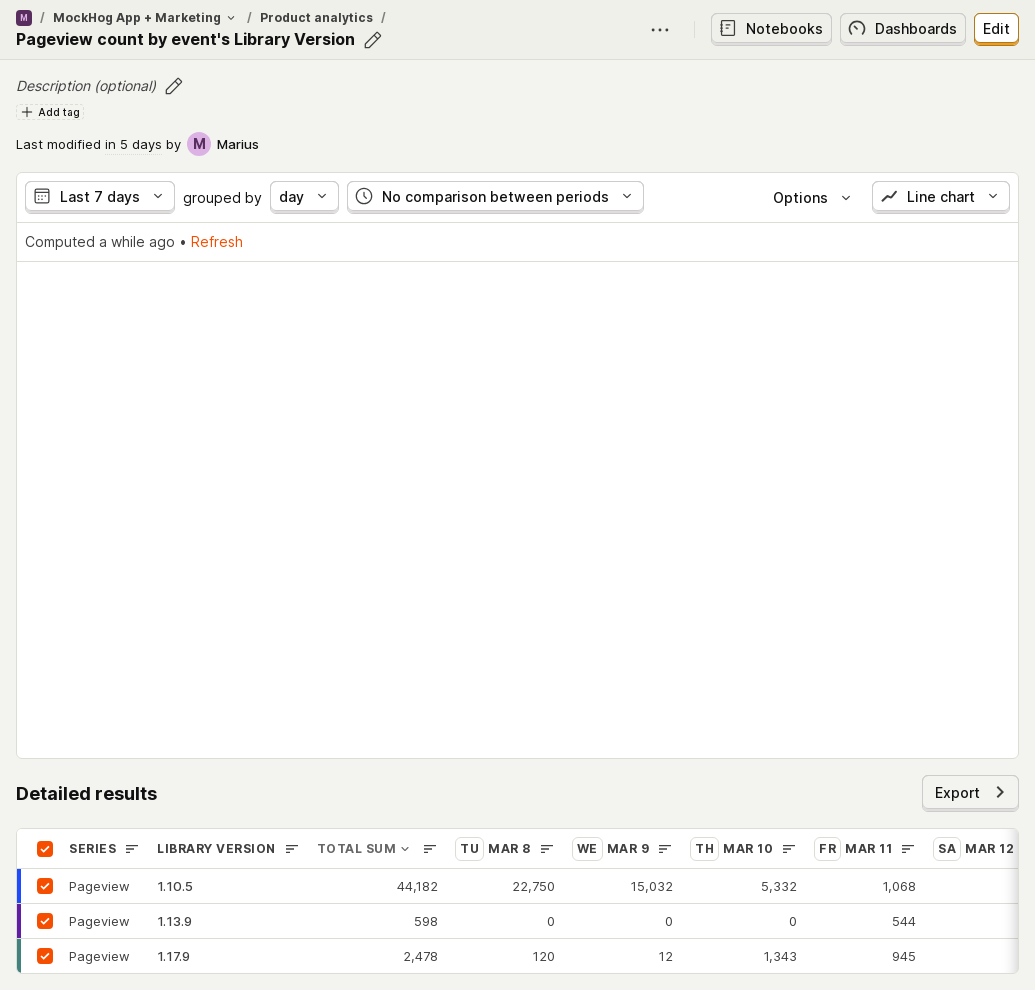 M / MockHog App + Marketing / Product analytics /
Pageview count by event's Library Version
Notebooks Dashboards Edit
Description (optional)
Add tag
Last modified in 5 days by M Marius
Last 7 days grouped by day No comparison between periods Options Line chart
Computed a while ago • Refresh
Detailed results
Export
SERIES LIBRARY VERSION TOTAL SUM TU MAR 8 WE MAR 9 TH MAR 10 FR MAR 11 SA MAR 12
Pageview 1.10.5 44,182 22,750 15,032 5,332 1,068
Pageview 1.13.9 598 0 0 0 544
Pageview 1.17.9 2,478 120 12 1,343 945